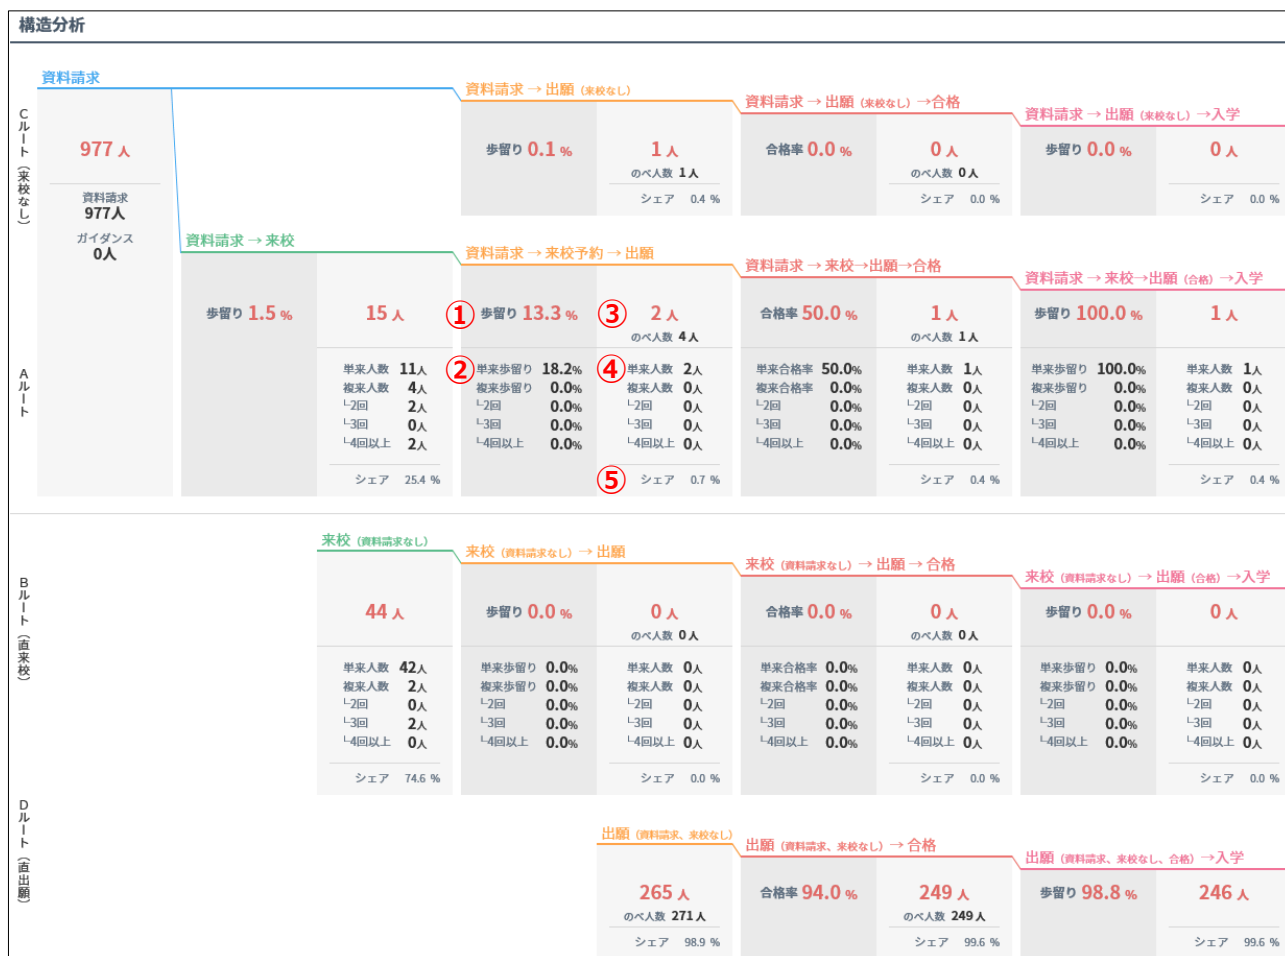 構造分析
Cルート（来校なし）
資料請求
977 人
資料請求
977人
ガイダンス
0人
資料請求 → 出願 (来校なし)
歩留り 0.1 %
1 人
のべ人数 1人
シェア 0.4 %
資料請求 → 出願 (来校なし) →合格
合格率 0.0 %
0 人
のべ人数 0人
シェア 0.0 %
資料請求 → 出願 (来校なし) →入学
歩留り 0.0 %
0 人
シェア 0.0 %
Aルート
資料請求 → 来校
歩留り 1.5 %
15 人
単来人数 11人
複来人数 4人
└2回 2人
└3回 0人
└4回以上 2人
シェア 25.4 %
資料請求 → 来校予約 → 出願
① 歩留り 13.3 %
② 単来歩留り 18.2%
複来歩留り 0.0%
└2回 0.0%
└3回 0.0%
└4回以上 0.0%
③ 2 人
のべ人数 4人
④ 単来人数 2人
複来人数 0人
└2回 0人
└3回 0人
└4回以上 0人
⑤ シェア 0.7 %
資料請求 → 来校→出願→合格
合格率 50.0 %
単来合格率 50.0%
複来合格率 0.0%
└2回 0.0%
└3回 0.0%
└4回以上 0.0%
1 人
のべ人数 1人
単来人数 1人
複来人数 0人
└2回 0人
└3回 0人
└4回以上 0人
シェア 0.4 %
資料請求 → 来校→出願 (合格) →入学
歩留り 100.0 %
単来歩留り 100.0%
複来歩留り 0.0%
└2回 0.0%
└3回 0.0%
└4回以上 0.0%
1 人
単来人数 1人
複来人数 0人
└2回 0人
└3回 0人
└4回以上 0人
シェア 0.4 %
Bルート（直来校）
来校 (資料請求なし)
44 人
単来人数 42人
複来人数 2人
└2回 0人
└3回 2人
└4回以上 0人
シェア 74.6 %
来校 (資料請求なし) → 出願
歩留り 0.0 %
単来歩留り 0.0%
複来歩留り 0.0%
└2回 0.0%
└3回 0.0%
└4回以上 0.0%
0 人
のべ人数 0人
単来人数 0人
複来人数 0人
└2回 0人
└3回 0人
└4回以上 0人
シェア 0.0 %
来校 (資料請求なし) → 出願 → 合格
合格率 0.0 %
単来合格率 0.0%
複来合格率 0.0%
└2回 0.0%
└3回 0.0%
└4回以上 0.0%
0 人
のべ人数 0人
単来人数 0人
複来人数 0人
└2回 0人
└3回 0人
└4回以上 0人
シェア 0.0 %
来校 (資料請求なし) → 出願 (合格) →入学
歩留り 0.0 %
単来歩留り 0.0%
複来歩留り 0.0%
└2回 0.0%
└3回 0.0%
└4回以上 0.0%
0 人
単来人数 0人
複来人数 0人
└2回 0人
└3回 0人
└4回以上 0人
シェア 0.0 %
Dルート（直出願）
出願 (資料請求、来校なし)
265 人
のべ人数 271人
シェア 98.9 %
出願 (資料請求、来校なし) → 合格
合格率 94.0 %
249 人
のべ人数 249人
シェア 99.6 %
出願 (資料請求、来校なし、合格) →入学
歩留り 98.8 %
246 人
シェア 99.6 %